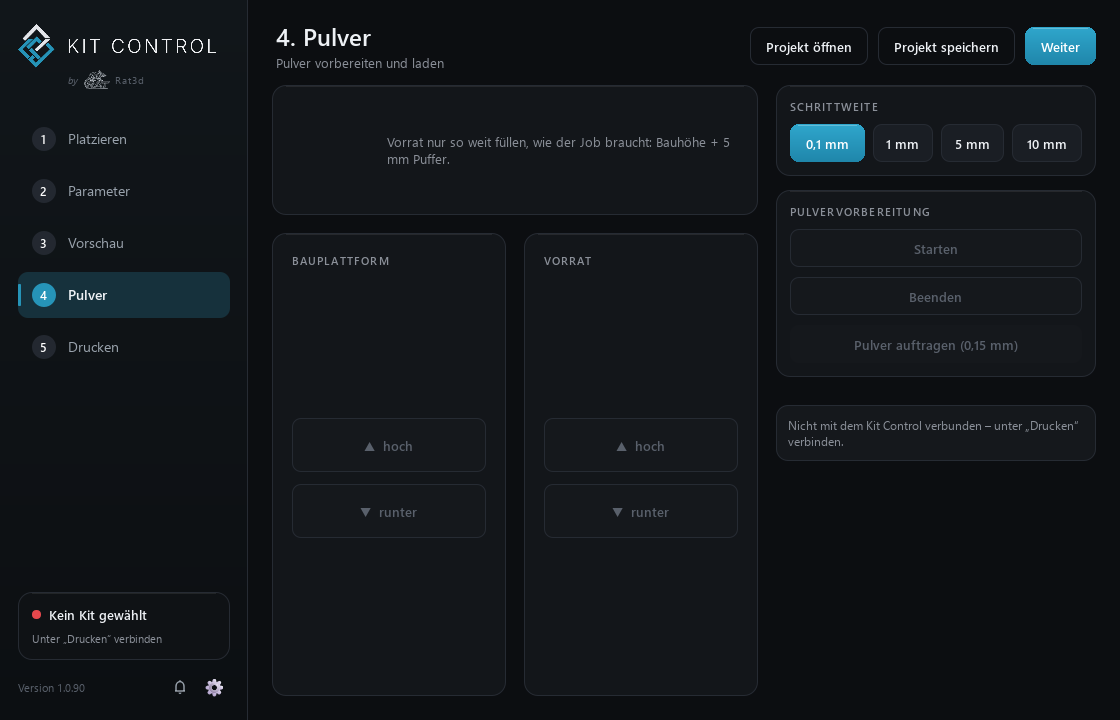 KIT CONTROL
by Rat3d
1 Platzieren
2 Parameter
3 Vorschau
4 Pulver
5 Drucken
Kein Kit gewählt
Unter „Drucken“ verbinden
Version 1.0.90
4. Pulver
Pulver vorbereiten und laden
Projekt öffnen
Projekt speichern
Weiter
Vorrat nur so weit füllen, wie der Job braucht: Bauhöhe + 5
mm Puffer.
BAUPLATTFORM
▲ hoch
▼ runter
VORRAT
▲ hoch
▼ runter
SCHRITTWEITE
0,1 mm
1 mm
5 mm
10 mm
PULVERVORBEREITUNG
Starten
Beenden
Pulver auftragen (0,15 mm)
Nicht mit dem Kit Control verbunden – unter „Drucken“
verbinden.